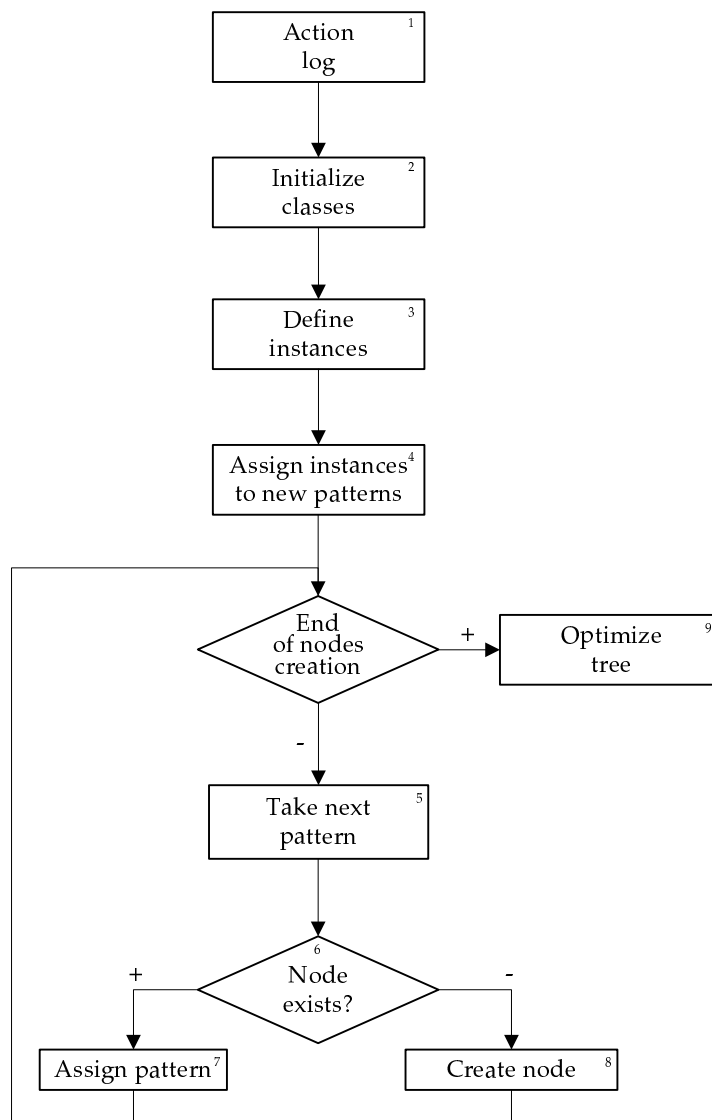 1
Action
log
2
Initialize
classes
3
Define
instances
Assign instances 4
to new patterns
End
of nodes
creation
+
9
Optimize
tree
-
5
Take next
pattern
6
Node
exists?
+
-
Assign pattern 7
Create node 8